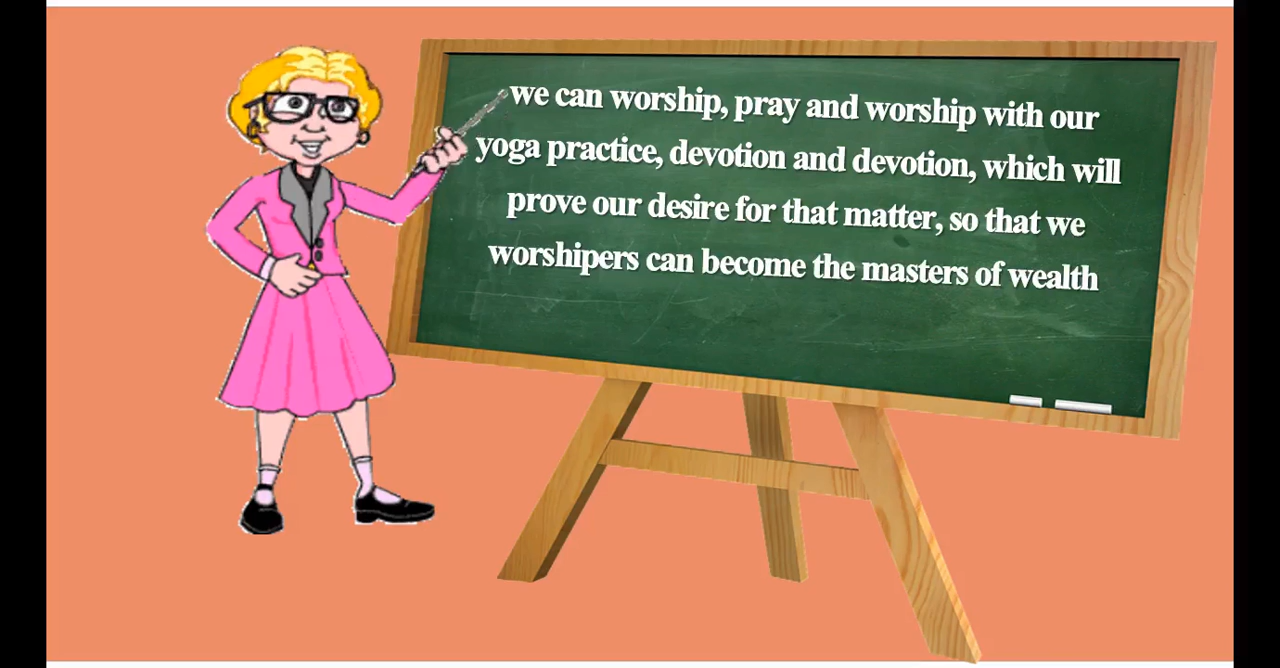 we can worship, pray and worship with our
yoga practice, devotion and devotion, which will
prove our desire for that matter, so that we
worshipers can become the masters of wealth